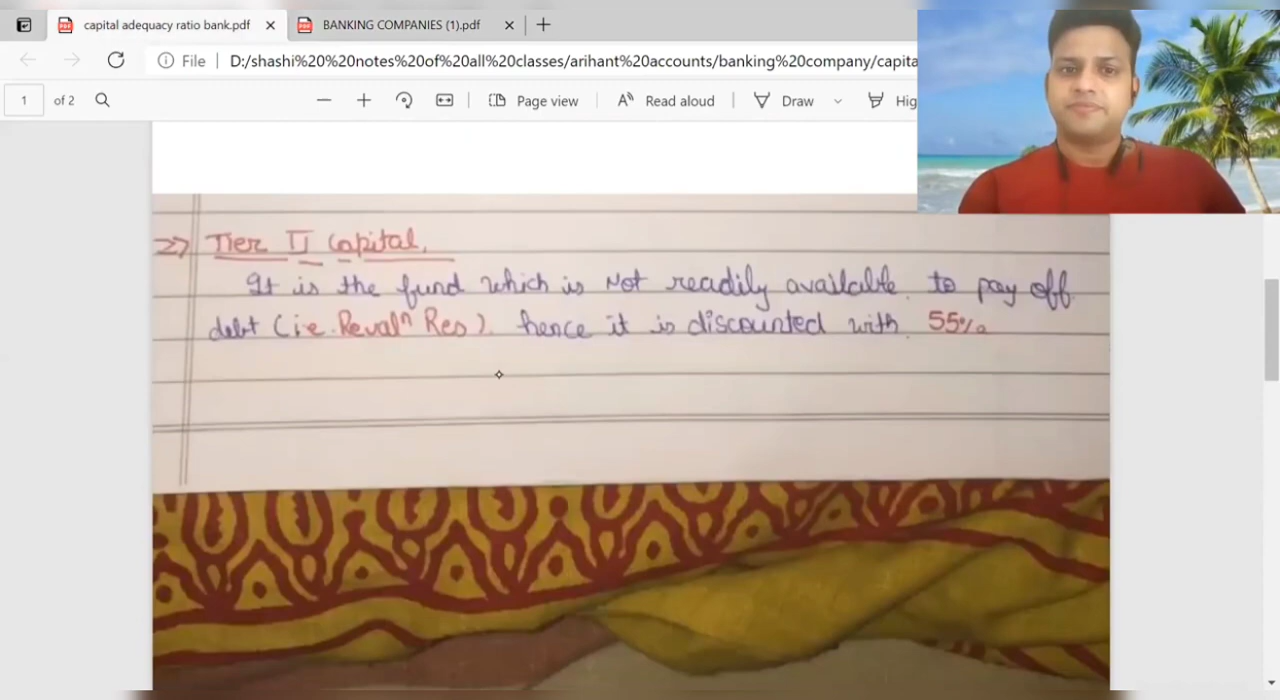 capital adequacy ratio bank.pdf
BANKING COMPANIES (1).pdf
File D:/shashi%20%20notes%20of%20all%20classes/arihant%20accounts/banking%20company/capita
1 of 2
Page view
Read aloud
Draw
Hig
2) Tier II Capital.
It is the fund which is Not readily available to pay off
debt (i.e. Revalⁿ Res). hence it is discounted with 55%